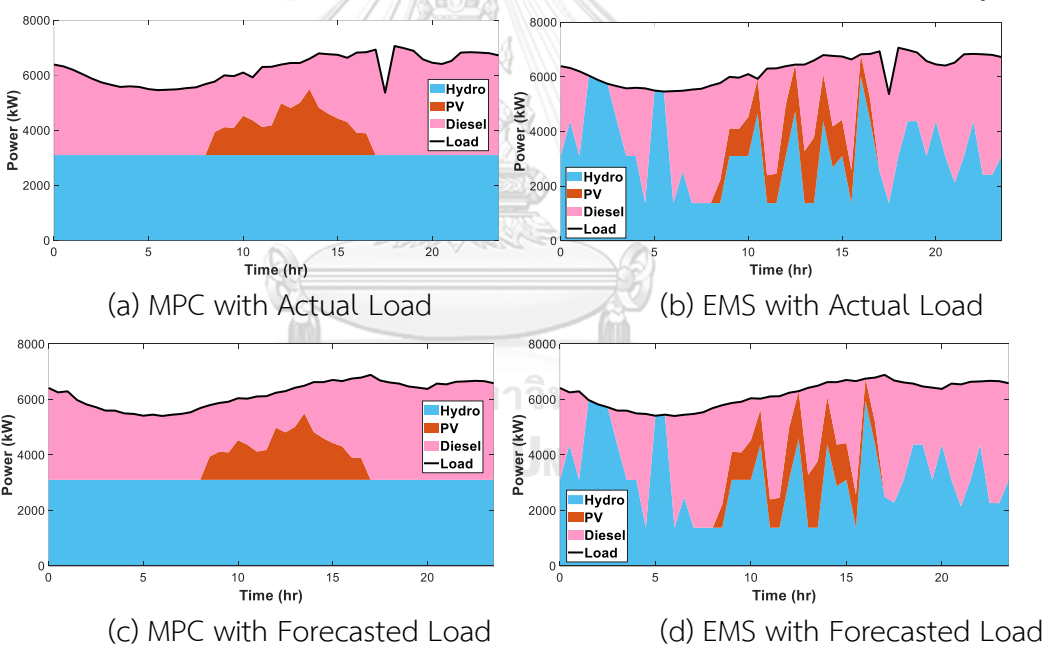 8000
6000
4000
2000
0
0 5 10 15 20
Power (kW)
Time (hr)
Hydro
PV
Diesel
Load
(a) MPC with Actual Load
8000
6000
4000
2000
0
0 5 10 15 20
Power (kW)
Time (hr)
Hydro
PV
Diesel
Load
(b) EMS with Actual Load
8000
6000
4000
2000
0
0 5 10 15 20
Power (kW)
Time (hr)
Hydro
PV
Diesel
Load
(c) MPC with Forecasted Load
8000
6000
4000
2000
0
0 5 10 15 20
Power (kW)
Time (hr)
Hydro
PV
Diesel
Load
(d) EMS with Forecasted Load